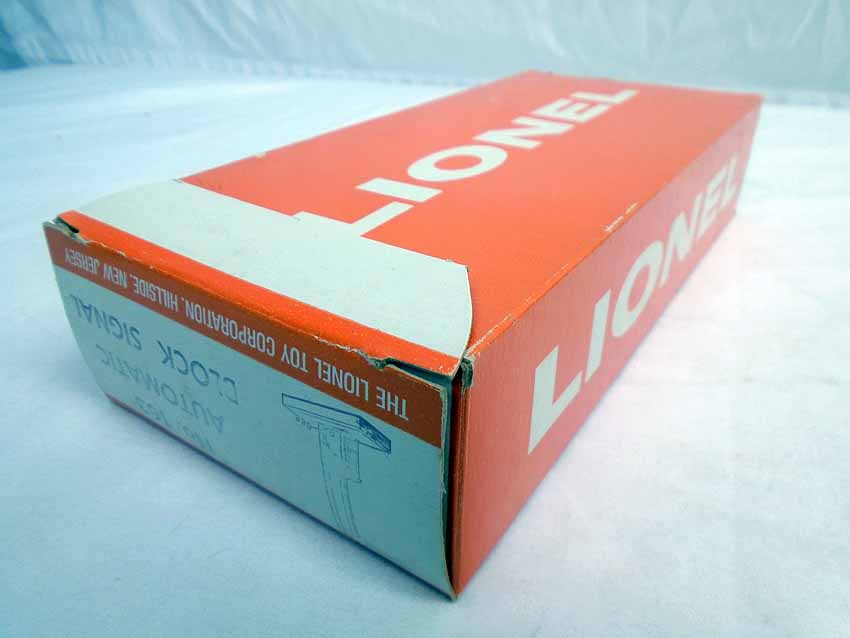 LIONEL
LIONEL
THE LIONEL TOY CORPORATION, HILLSIDE, NEW JERSEY
AUTOMATIC
BLOCK SIGNAL